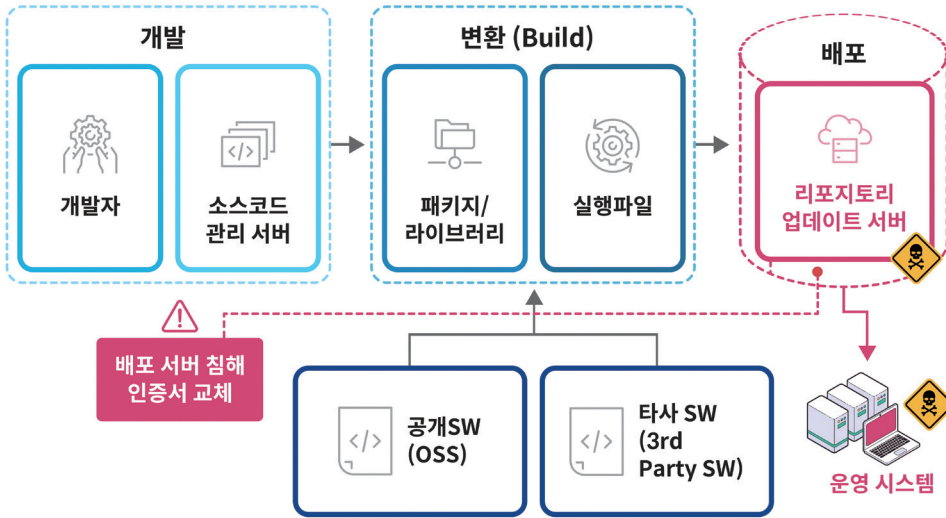 개발
변환 (Build)
배포
개발자
소스코드
관리 서버
</>
패키지/
라이브러리
실행파일
리포지토리
업데이트 서버
배포 서버 침해
인증서 교체
</>
공개SW
(OSS)
</>
타사 SW
(3rd
Party SW)
운영 시스템